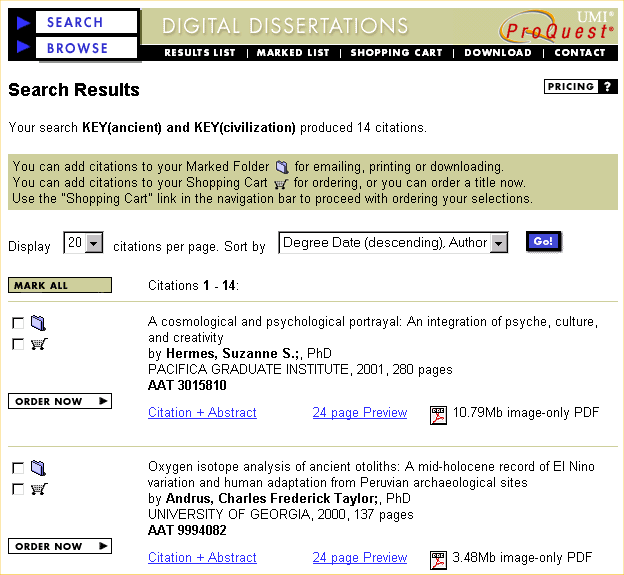 SEARCH
BROWSE
DIGITAL DISSERTATIONS
UMI®
ProQuest®
RESULTS LIST | MARKED LIST | SHOPPING CART | DOWNLOAD | CONTACT
Search Results
PRICING ?
Your search KEY(ancient) and KEY(civilization) produced 14 citations.
You can add citations to your Marked Folder for emailing, printing or downloading.
You can add citations to your Shopping Cart for ordering, or you can order a title now.
Use the "Shopping Cart" link in the navigation bar to proceed with ordering your selections.
Display 20 citations per page. Sort by Degree Date (descending), Author Go!
MARK ALL Citations 1 - 14:
A cosmological and psychological portrayal: An integration of psyche, culture,
and creativity
by Hermes, Suzanne S.;, PhD
PACIFICA GRADUATE INSTITUTE, 2001, 280 pages
AAT 3015810
ORDER NOW
Citation + Abstract 24 page Preview 10.79Mb image-only PDF
Oxygen isotope analysis of ancient otoliths: A mid-holocene record of El Nino
variation and human adaptation from Peruvian archaeological sites
by Andrus, Charles Frederick Taylor;, PhD
UNIVERSITY OF GEORGIA, 2000, 137 pages
AAT 9994082
ORDER NOW
Citation + Abstract 24 page Preview 3.48Mb image-only PDF